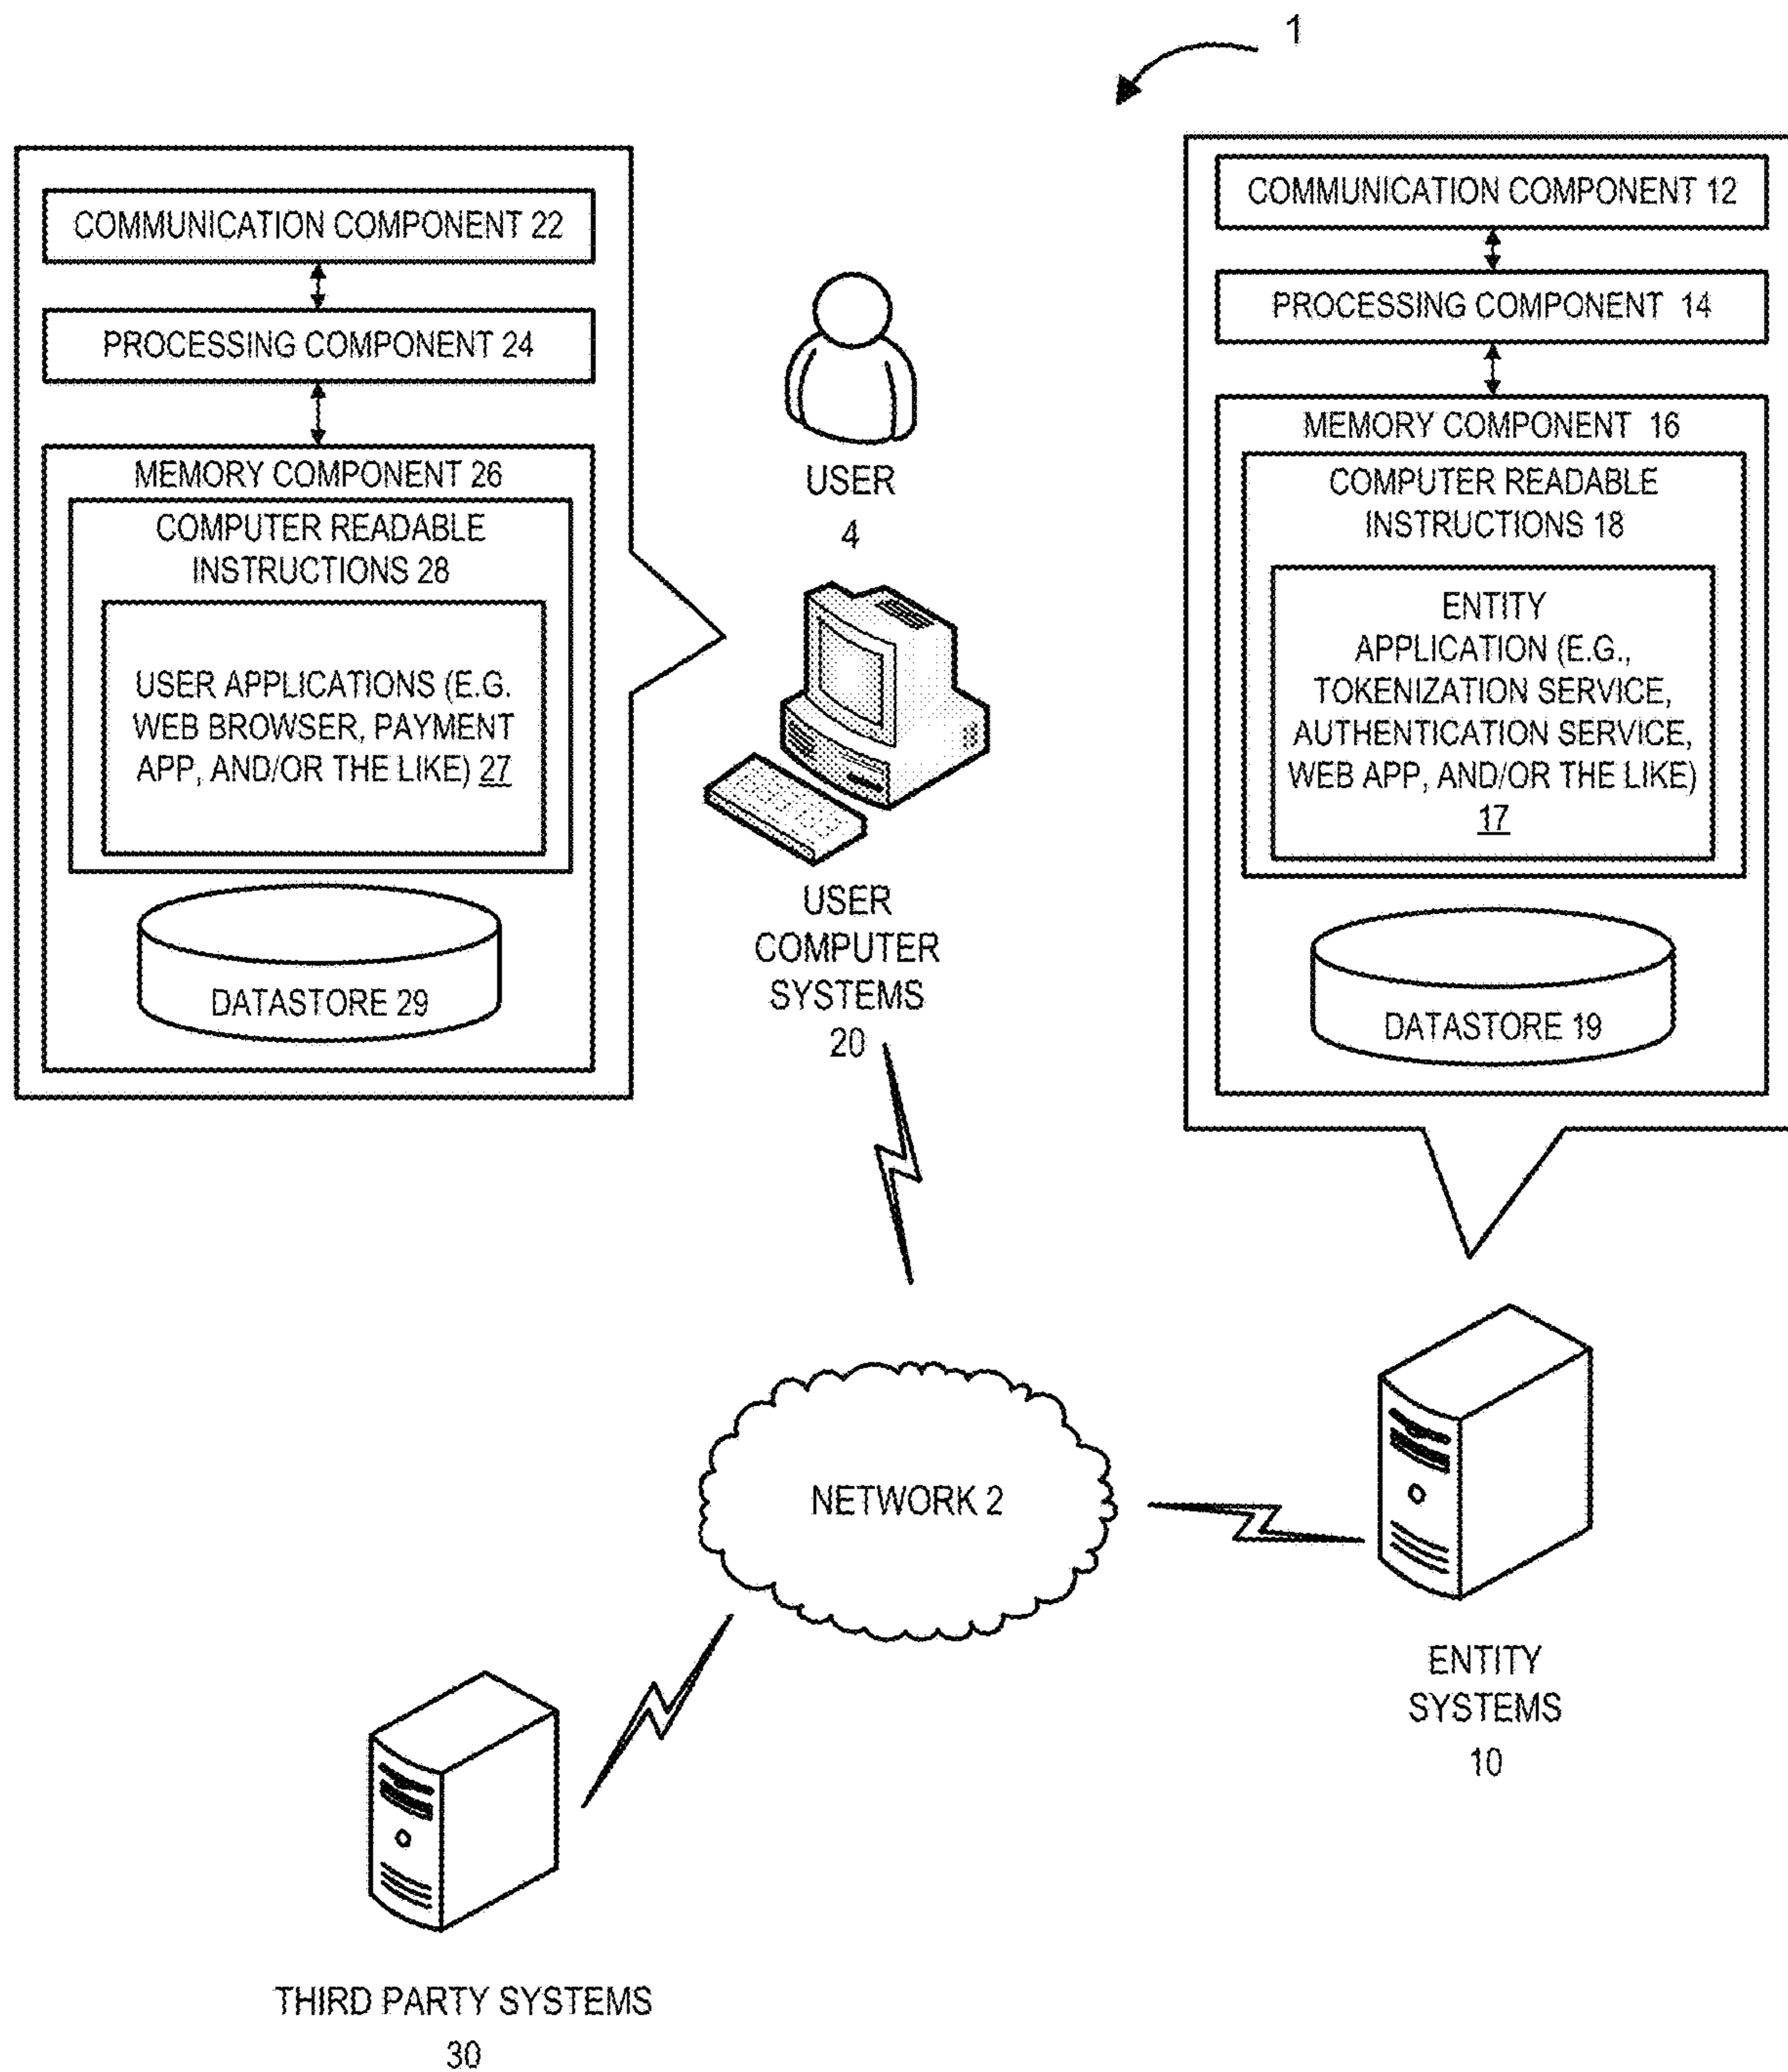 1
COMMUNICATION COMPONENT 22
PROCESSING COMPONENT 24
MEMORY COMPONENT 26
COMPUTER READABLE
INSTRUCTIONS 28
USER APPLICATIONS (E.G.
WEB BROWSER, PAYMENT
APP, AND/OR THE LIKE) 27
DATASTORE 29
USER
4
USER
COMPUTER
SYSTEMS
20
COMMUNICATION COMPONENT 12
PROCESSING COMPONENT 14
MEMORY COMPONENT 16
COMPUTER READABLE
INSTRUCTIONS 18
ENTITY
APPLICATION (E.G.,
TOKENIZATION SERVICE,
AUTHENTICATION SERVICE,
WEB APP, AND/OR THE LIKE)
17
DATASTORE 19
NETWORK 2
ENTITY
SYSTEMS
10
THIRD PARTY SYSTEMS
30